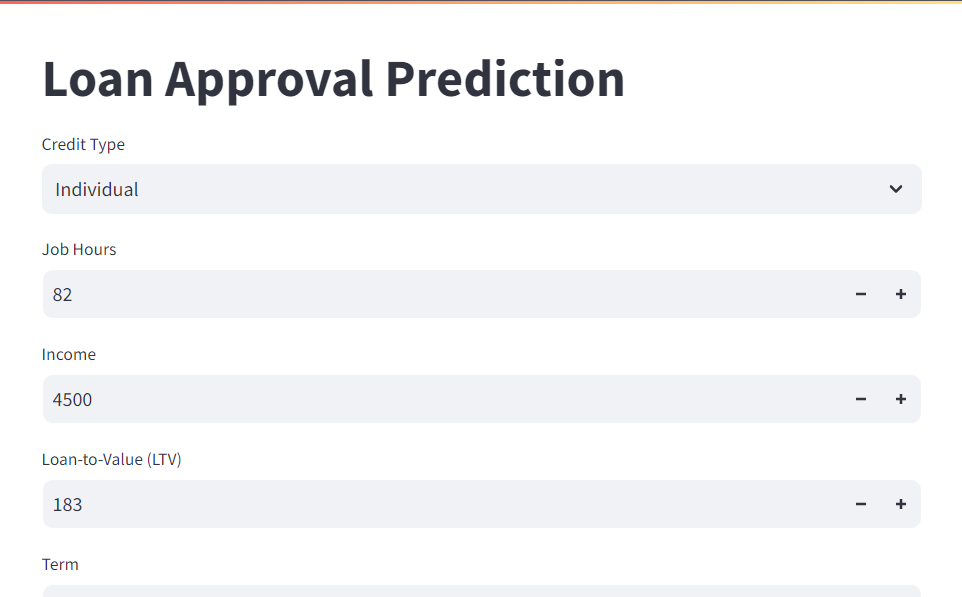 Loan Approval Prediction
Credit Type
Individual
Job Hours
82
Income
4500
Loan-to-Value (LTV)
183
Term